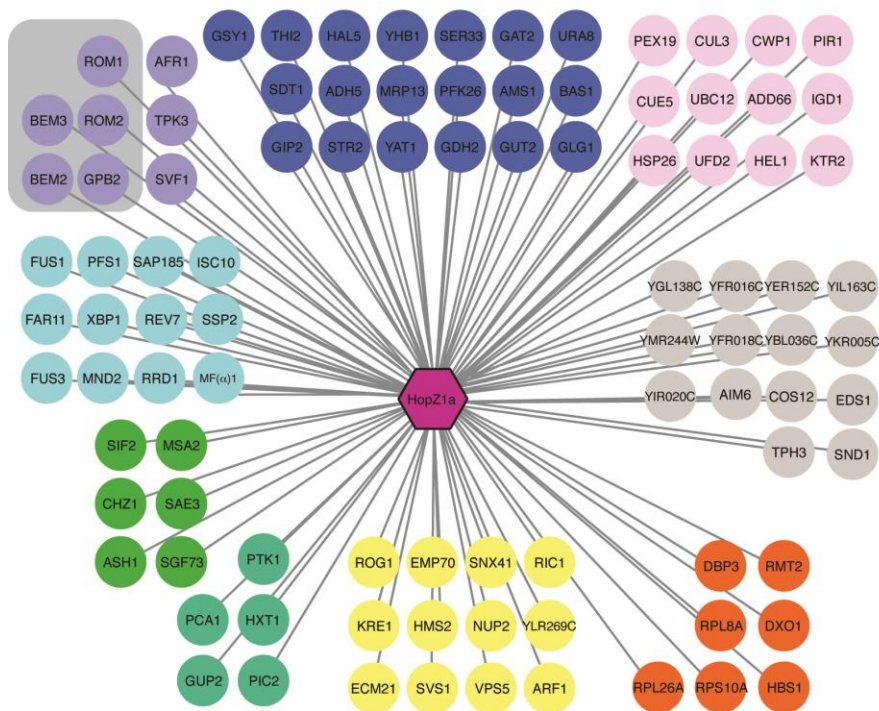 ROM1 AFR1
BEM3 ROM2 TPK3
BEM2 GPB2 SVF1
GSY1 THI2 HAL5 YHB1 SER33 GAT2 URA8
SDT1 ADH5 MRP13 PFK26 AMS1 BAS1
GIP2 STR2 YAT1 GDH2 GUT2 GLG1
PEX19 CUL3 CWP1 PIR1
CUE5 UBC12 ADD66 IGD1
HSP26 UFD2 HEL1 KTR2
FUS1 PFS1 SAP185 ISC10
FAR11 XBP1 REV7 SSP2
FUS3 MND2 RRD1 MF(α)1
HopZ1a
YGL138C YFR016C YER152C YIL163C
YMR244W YFR018C YBL036C YKR005C
YIR020C AIM6 COS12 EDS1
TPH3 SND1
SIF2 MSA2
CHZ1 SAE3
ASH1 SGF73
PTK1
PCA1 HXT1
GUP2 PIC2
ROG1 EMP70 SNX41 RIC1
KRE1 HMS2 NUP2 YLR269C
ECM21 SVS1 VPS5 ARF1
DBP3 RMT2
RPL8A DXO1
RPL26A RPS10A HBS1